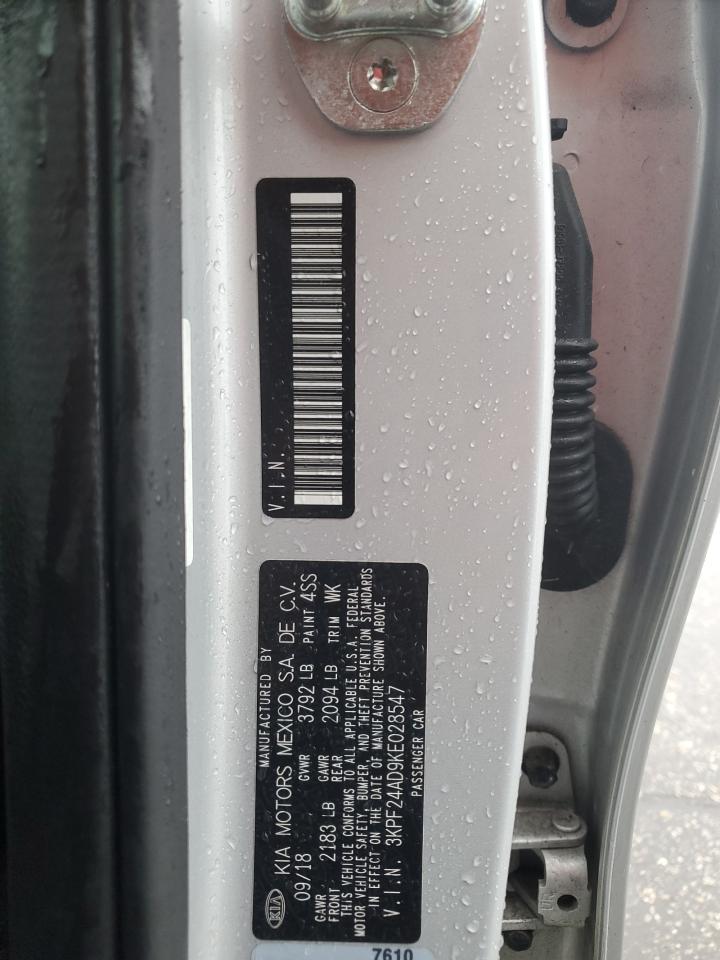 V.I.N.
MANUFACTURED BY
KIA KIA MOTORS MEXICO S.A. DE C.V.
09/18 GVWR 3792 LB PAINT 4SS
GAWR FRONT 2183 LB GAWR REAR 2094 LB TRIM WK
THIS VEHICLE CONFORMS TO ALL APPLICABLE U.S.A. FEDERAL
MOTOR VEHICLE SAFETY, BUMPER, AND THEFT PREVENTION STANDARDS
IN EFFECT ON THE DATE OF MANUFACTURE SHOWN ABOVE.
V.I.N. 3KPF24AD9KE028547
PASSENGER CAR
7610